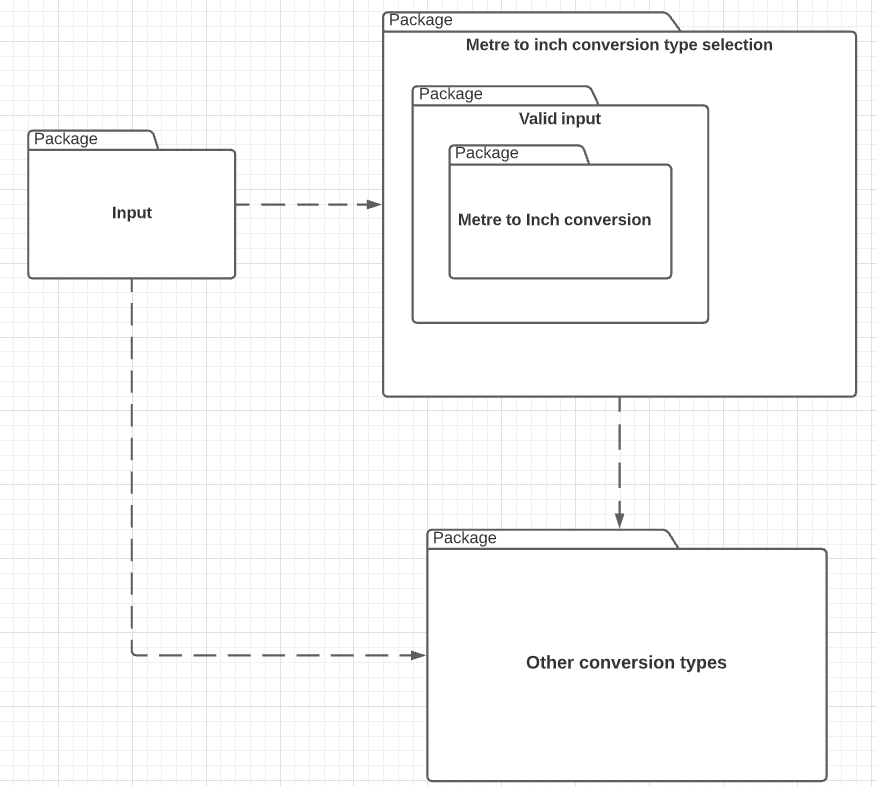 Package
Metre to inch conversion type selection
Package
Valid input
Package
Metre to Inch conversion
Package
Input
Package
Other conversion types